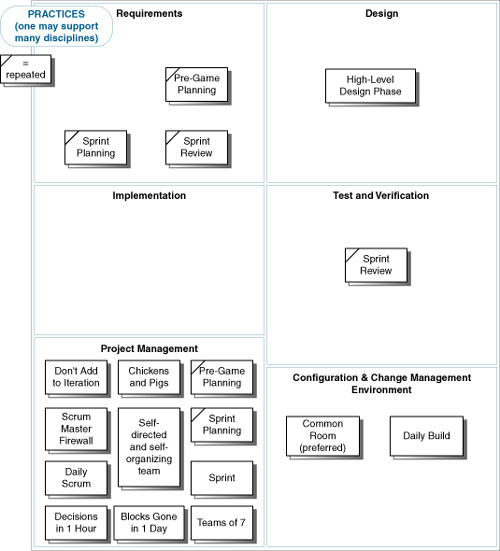 PRACTICES
(one may support
many disciplines)
=
repeated
Requirements
Pre-Game
Planning
Sprint
Planning
Sprint
Review
Design
High-Level
Design Phase
Implementation
Test and Verification
Sprint
Review
Project Management
Don't Add
to Iteration
Chickens
and Pigs
Pre-Game
Planning
Scrum
Master
Firewall
Self-
directed
and self-
organizing
team
Sprint
Planning
Daily
Scrum
Sprint
Decisions
in 1 Hour
Blocks Gone
in 1 Day
Teams of 7
Configuration & Change Management
Environment
Common
Room
(preferred)
Daily Build